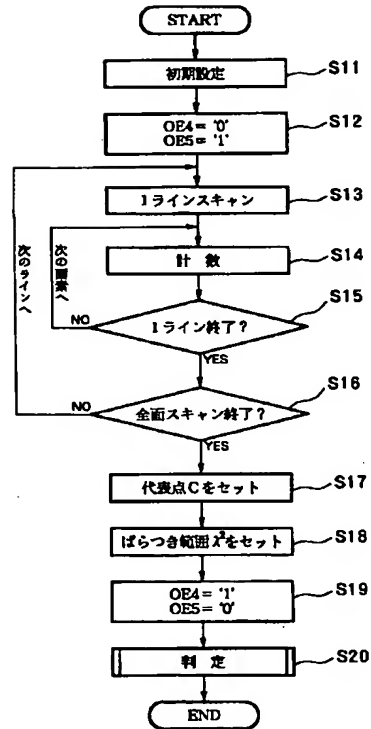 START
初期設定
S11
OE4= '0'
OE5= '1'
S12
1ラインスキャン
S13
計 数
S14
1ライン終了?
S15
NO
YES
次の画素へ
全面スキャン終了?
S16
NO
YES
次のラインへ
代表点Cをセット
S17
ばらつき範囲λ²をセット
S18
OE4= '1'
OE5= '0'
S19
判 定
S20
END